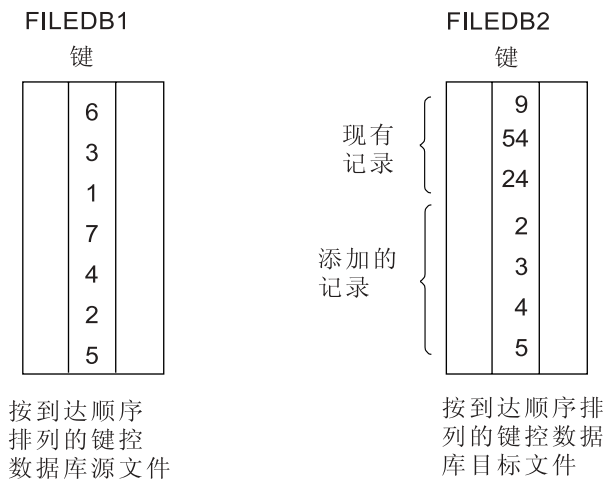 FILEDB1
键
6
3
1
7
4
2
5
按到达顺序
排列的键控
数据库源文件
FILEDB2
键
现有
记录
9
54
24
添加的
记录
2
3
4
5
按到达顺序排
列的键控数据
库目标文件